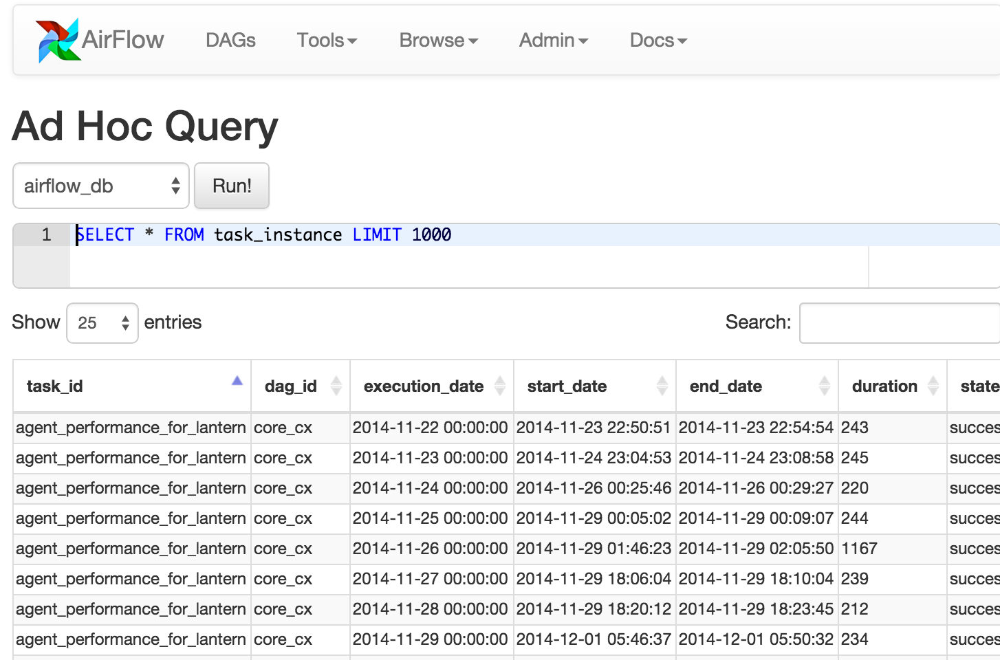 AirFlow DAGs Tools Browse Admin Docs
Ad Hoc Query
airflow_db Run!
1 SELECT * FROM task_instance LIMIT 1000
Show 25 entries Search:
task_id dag_id execution_date start_date end_date duration state
agent_performance_for_lantern core_cx 2014-11-22 00:00:00 2014-11-23 22:50:51 2014-11-23 22:54:54 243 succes
agent_performance_for_lantern core_cx 2014-11-23 00:00:00 2014-11-24 23:04:53 2014-11-24 23:08:58 245 succes
agent_performance_for_lantern core_cx 2014-11-24 00:00:00 2014-11-26 00:25:46 2014-11-26 00:29:27 220 succes
agent_performance_for_lantern core_cx 2014-11-25 00:00:00 2014-11-29 00:05:02 2014-11-29 00:09:07 244 succes
agent_performance_for_lantern core_cx 2014-11-26 00:00:00 2014-11-29 01:46:23 2014-11-29 02:05:50 1167 succes
agent_performance_for_lantern core_cx 2014-11-27 00:00:00 2014-11-29 18:06:04 2014-11-29 18:10:04 239 succes
agent_performance_for_lantern core_cx 2014-11-28 00:00:00 2014-11-29 18:20:12 2014-11-29 18:23:45 212 succes
agent_performance_for_lantern core_cx 2014-11-29 00:00:00 2014-12-01 05:46:37 2014-12-01 05:50:32 234 succes